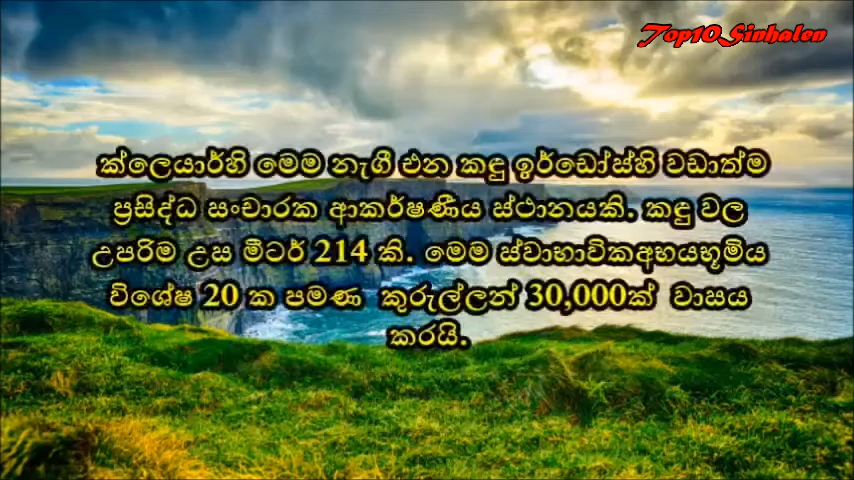 Top10_Sinhalen
ක්ලෙයාර්හි මෙම නැගී එන කඳු ඉර්ඩෝස්හි වඩාත්ම
ප්‍රසිද්ධ සංචාරක ආකර්ෂණීය ස්ථානයකි. කඳු වල
උපරිම උස මීටර් 214 කි. මෙම ස්වාභාවිකඅභයභූමිය
විශේෂ 20 ක පමණ කුරුල්ලන් 30,000ක් වාසය
කරයි.